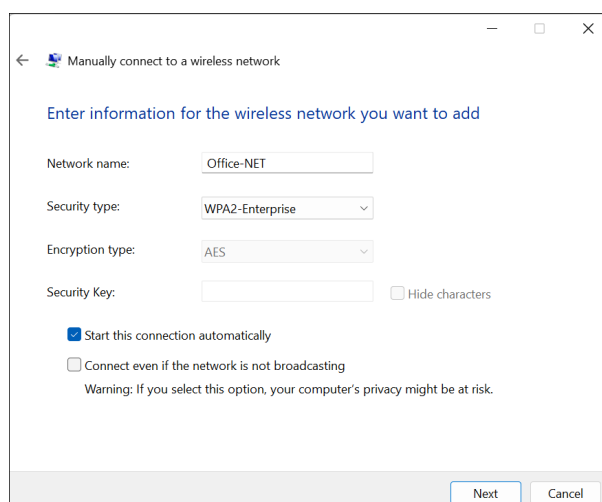 Manually connect to a wireless network
Enter information for the wireless network you want to add
Network name: Office-NET
Security type: WPA2-Enterprise
Encryption type: AES
Security Key: Hide characters
Start this connection automatically
Connect even if the network is not broadcasting
Warning: If you select this option, your computer's privacy might be at risk.
Next Cancel